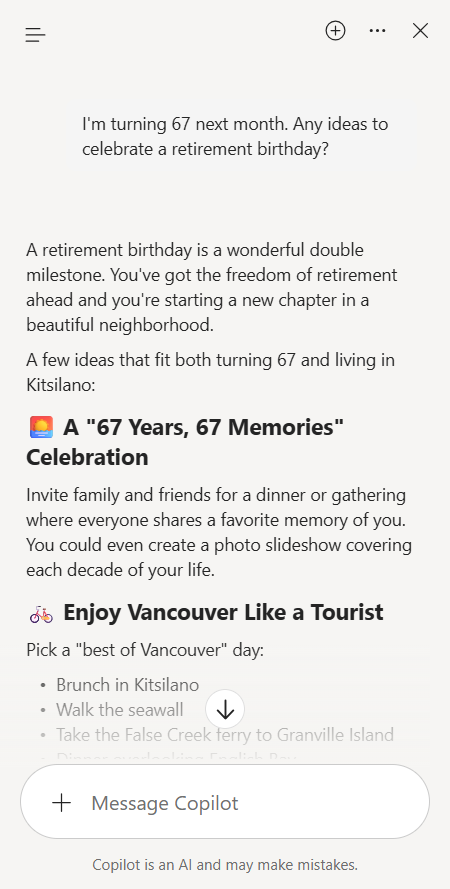 I'm turning 67 next month. Any ideas to
celebrate a retirement birthday?
A retirement birthday is a wonderful double
milestone. You've got the freedom of retirement
ahead and you're starting a new chapter in a
beautiful neighborhood.
A few ideas that fit both turning 67 and living in
Kitsilano:
A "67 Years, 67 Memories"
Celebration
Invite family and friends for a dinner or gathering
where everyone shares a favorite memory of you.
You could even create a photo slideshow covering
each decade of your life.
Enjoy Vancouver Like a Tourist
Pick a "best of Vancouver" day:
• Brunch in Kitsilano
• Walk the seawall
• Take the False Creek ferry to Granville Island
• Dinner overlooking English Bay
Message Copilot
Copilot is an AI and may make mistakes.